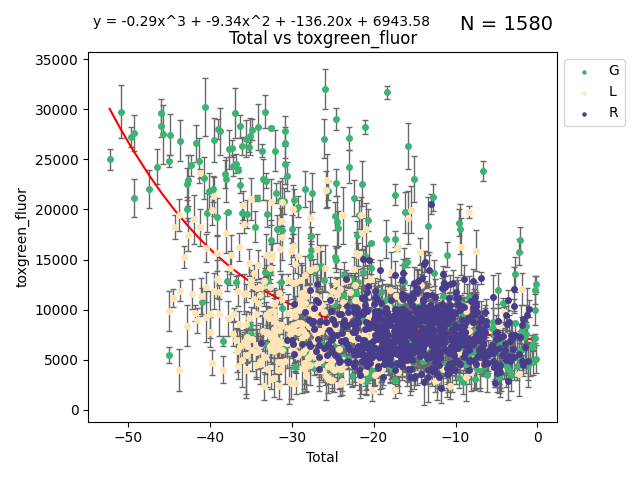 y = -0.29x^3 + -9.34x^2 + -136.20x + 6943.58
N = 1580
Total vs toxgreen_fluor
35000
30000
25000
20000
15000
10000
5000
0
toxgreen_fluor
−50
−40
−30
−20
−10
0
Total
G
L
R